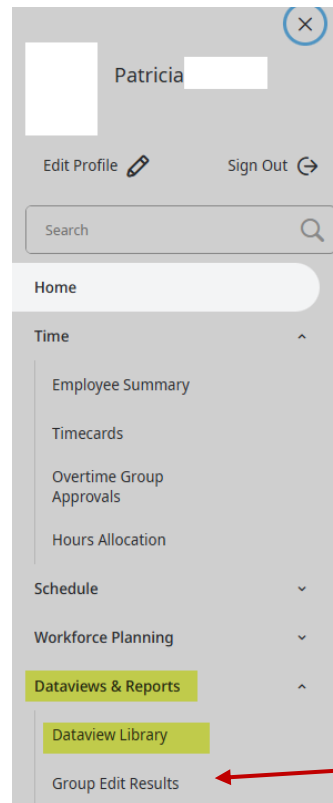 Patricia
Edit Profile
Sign Out
Search
Home
Time
Employee Summary
Timecards
Overtime Group
Approvals
Hours Allocation
Schedule
Workforce Planning
Dataviews & Reports
Dataview Library
Group Edit Results